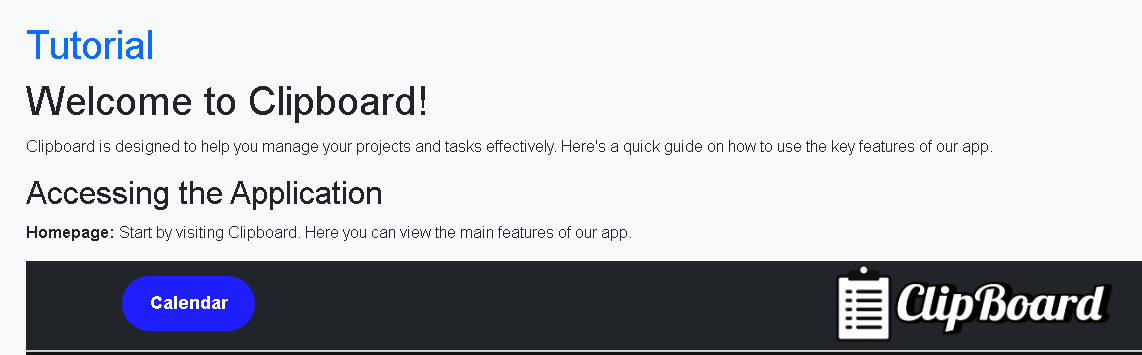 Tutorial
Welcome to Clipboard!
Clipboard is designed to help you manage your projects and tasks effectively. Here's a quick guide on how to use the key features of our app.
Accessing the Application
Homepage: Start by visiting Clipboard. Here you can view the main features of our app.
Calendar
ClipBoard